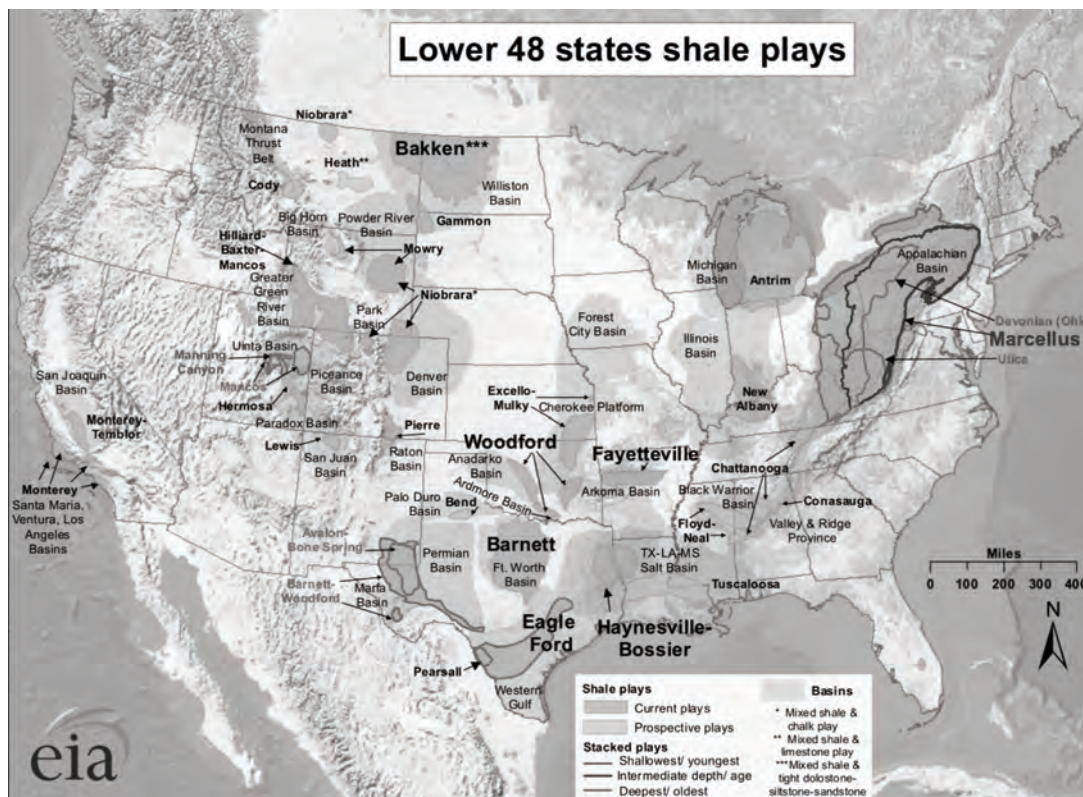 Lower 48 states shale plays
Niobrara*
Montana
Thrust
Belt
Bakken***
Heath**
Cody
Williston
Basin
Big Horn
Basin
Powder River
Basin
Gammon
Hilliard-
Baxter-
Mancos
Mowry
Greater
Green
River
Basin
Niobrara*
Park
Basin
Michigan
Basin
Antrim
Appalachian
Basin
Devonian (Ohi
Marcellus
Utica
Forest
City Basin
Illinois
Basin
Uinta Basin
Manning
Canyon
Mancos
Piceance
Basin
Denver
Basin
San Joaquin
Basin
Hermosa
Excello-
Mulky
Cherokee Platform
New
Albany
Monterey-
Temblor
Paradox Basin
Pierre
Lewis
San Juan
Basin
Raton
Basin
Woodford
Anadarko
Basin
Fayetteville
Chattanooga
Monterey
Santa Maria,
Ventura, Los
Angeles
Basins
Palo Duro
Basin
Bend
Ardmore Basin
Arkoma Basin
Black Warrior
Basin
Conasauga
Floyd-
Neal
Valley & Ridge
Province
Avalon-
Bone Spring
Permian
Basin
Barnett
Ft. Worth
Basin
TX-LA-MS
Salt Basin
Barnett-
Woodford
Marfa
Basin
Tuscaloosa
Miles
0 100 200 300 400
N
Eagle
Ford
Haynesville-
Bossier
Pearsall
Western
Gulf
Shale plays
Current plays
Prospective plays
Stacked plays
Shallowest/ youngest
Intermediate depth/ age
Deepest/ oldest
Basins
* Mixed shale &
chalk play
** Mixed shale &
limestone play
***Mixed shale &
tight dolostone-
siltstone-sandstone
eia